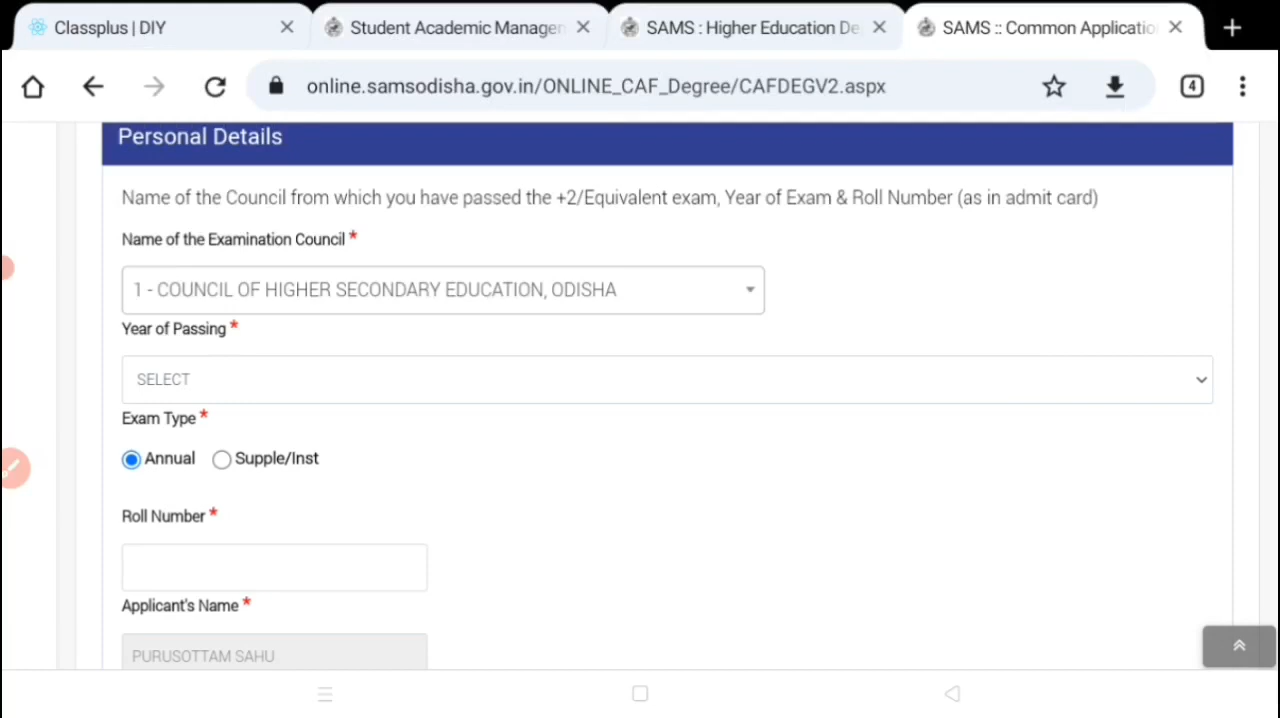 Classplus | DIY
Student Academic Managen
SAMS : Higher Education De
SAMS :: Common Applicatio
online.samsodisha.gov.in/ONLINE_CAF_Degree/CAFDEGV2.aspx
4
Personal Details
Name of the Council from which you have passed the +2/Equivalent exam, Year of Exam & Roll Number (as in admit card)
Name of the Examination Council *
1 - COUNCIL OF HIGHER SECONDARY EDUCATION, ODISHA
Year of Passing *
SELECT
Exam Type *
Annual Supple/Inst
Roll Number *
Applicant's Name *
PURUSOTTAM SAHU